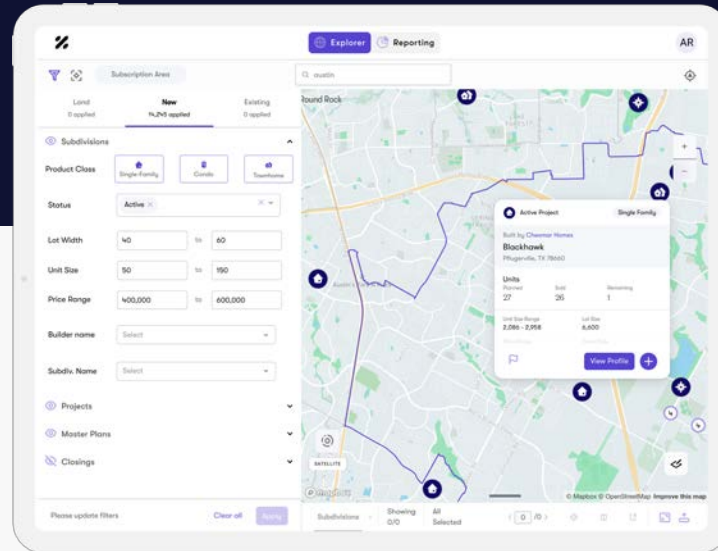 Explorer
Reporting
AR
Subscription Area
austin
Land
0 applied
New
14,245 applied
Existing
0 applied
Subdivisions
Product Class
Single-Family
Condo
Townhome
Status
Active ×
Lot Width
40 to 60
Unit Size
50 to 150
Price Range
400,000 to 600,000
Builder name
Select
Subdiv. Name
Select
Projects
Master Plans
Closings
Please update filters
Clear all
Apply
Round Rock
Active Project
Single Family
Built by Chesmar Homes
Blackhawk
Pflugerville, TX 78660
Units
Planned Sold Remaining
27 26 1
Unit Size Range
2,086 - 2,958
Lot Size
6,600
View Profile
SATELLITE
mapbox
© Mapbox © OpenStreetMap Improve this map
Subdivisions
Showing
0/0
All
Selected
0 /0